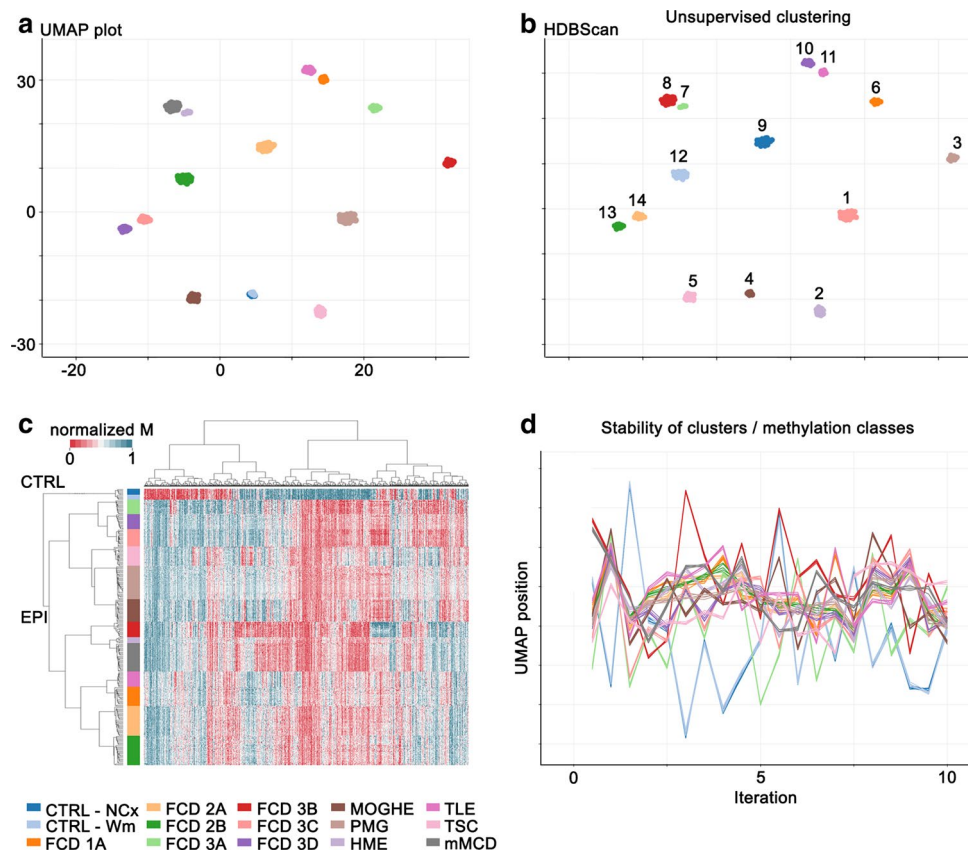 a
UMAP plot
30
0
-30
-20
0
20
b
Unsupervised clustering
HDBScan
10
11
8
7
6
9
3
12
14
13
1
5
4
2
c
normalized M
0
1
CTRL
EPI
d
Stability of clusters / methylation classes
UMAP position
0
5
10
Iteration
CTRL - NCx
FCD 2A
FCD 3B
MOGHE
TLE
CTRL - Wm
FCD 2B
FCD 3C
PMG
TSC
FCD 1A
FCD 3A
FCD 3D
HME
mMCD